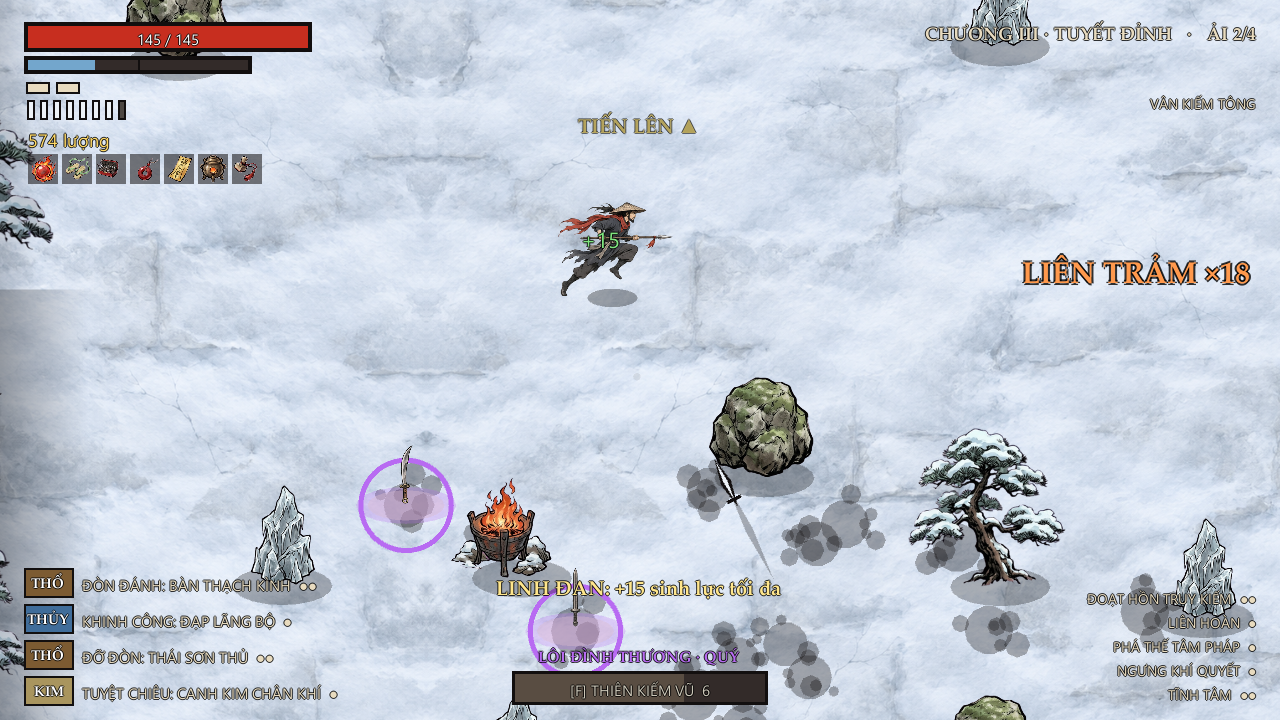 145 / 145
CHƯƠNG III · TUYẾT ĐỈNH · ẢI 2/4
VÂN KIẾM TÔNG
574 lượng
TIẾN LÊN ▲
+15
LIÊN TRẢM ×18
LINH ĐAN: +15 sinh lực tối đa
THỔ ĐÒN ĐÁNH: BÀN THẠCH KÌNH
THỦY KHINH CÔNG: ĐẠP LÃNG BỘ
THỔ ĐỠ ĐÒN: THÁI SƠN THỦ
KIM TUYỆT CHIÊU: CANH KIM CHÂN KHÍ
LÔI ĐÌNH THƯƠNG · QUÝ
[F] THIÊN KIẾM VŨ 6
ĐOẠT HỒN TRUY KIẾM
LIÊN HOÀN
PHÁ THẾ TÂM PHÁP
NGƯNG KHÍ QUYẾT
TĨNH TÂM